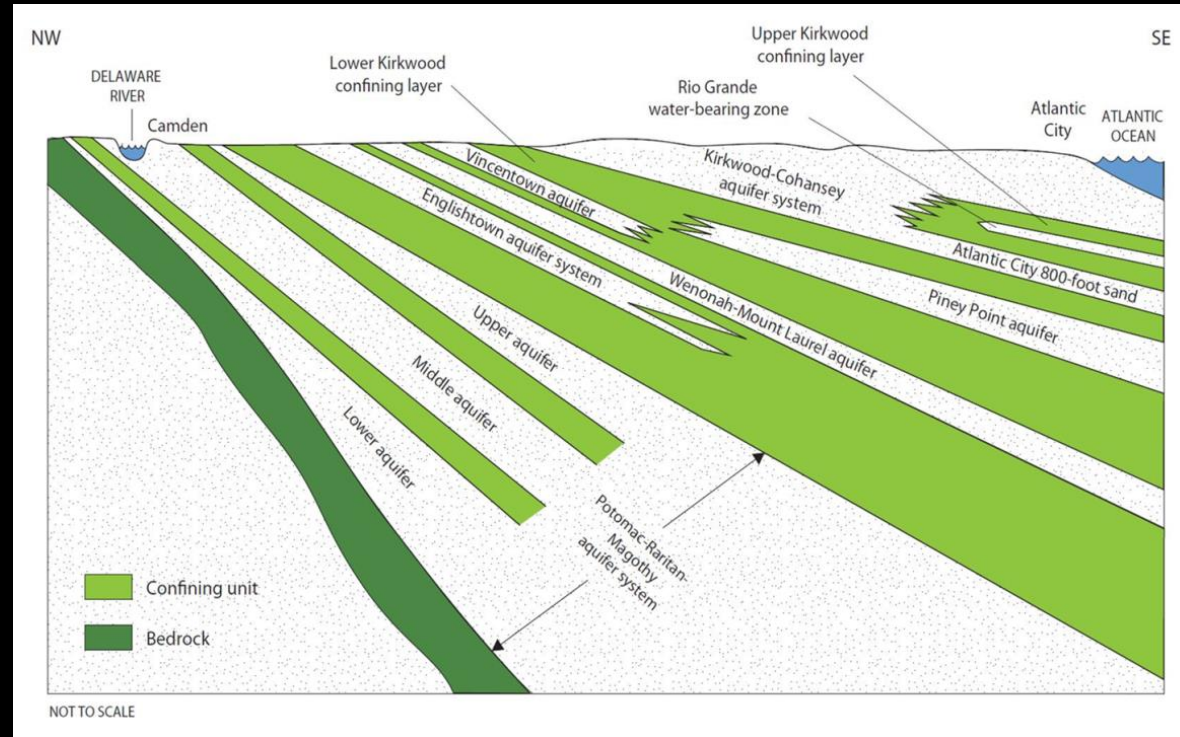 NW
SE
DELAWARE
RIVER
Camden
Lower Kirkwood
confining layer
Upper Kirkwood
confining layer
Rio Grande
water-bearing zone
Atlantic
City
ATLANTIC
OCEAN
Kirkwood-Cohansey
aquifer system
Vincentown aquifer
Englishtown aquifer system
Atlantic City 800-foot sand
Piney Point aquifer
Wenonah-Mount Laurel aquifer
Upper aquifer
Middle aquifer
Lower aquifer
Potomac-Raritan-
Magothy
aquifer system
Confining unit
Bedrock
NOT TO SCALE